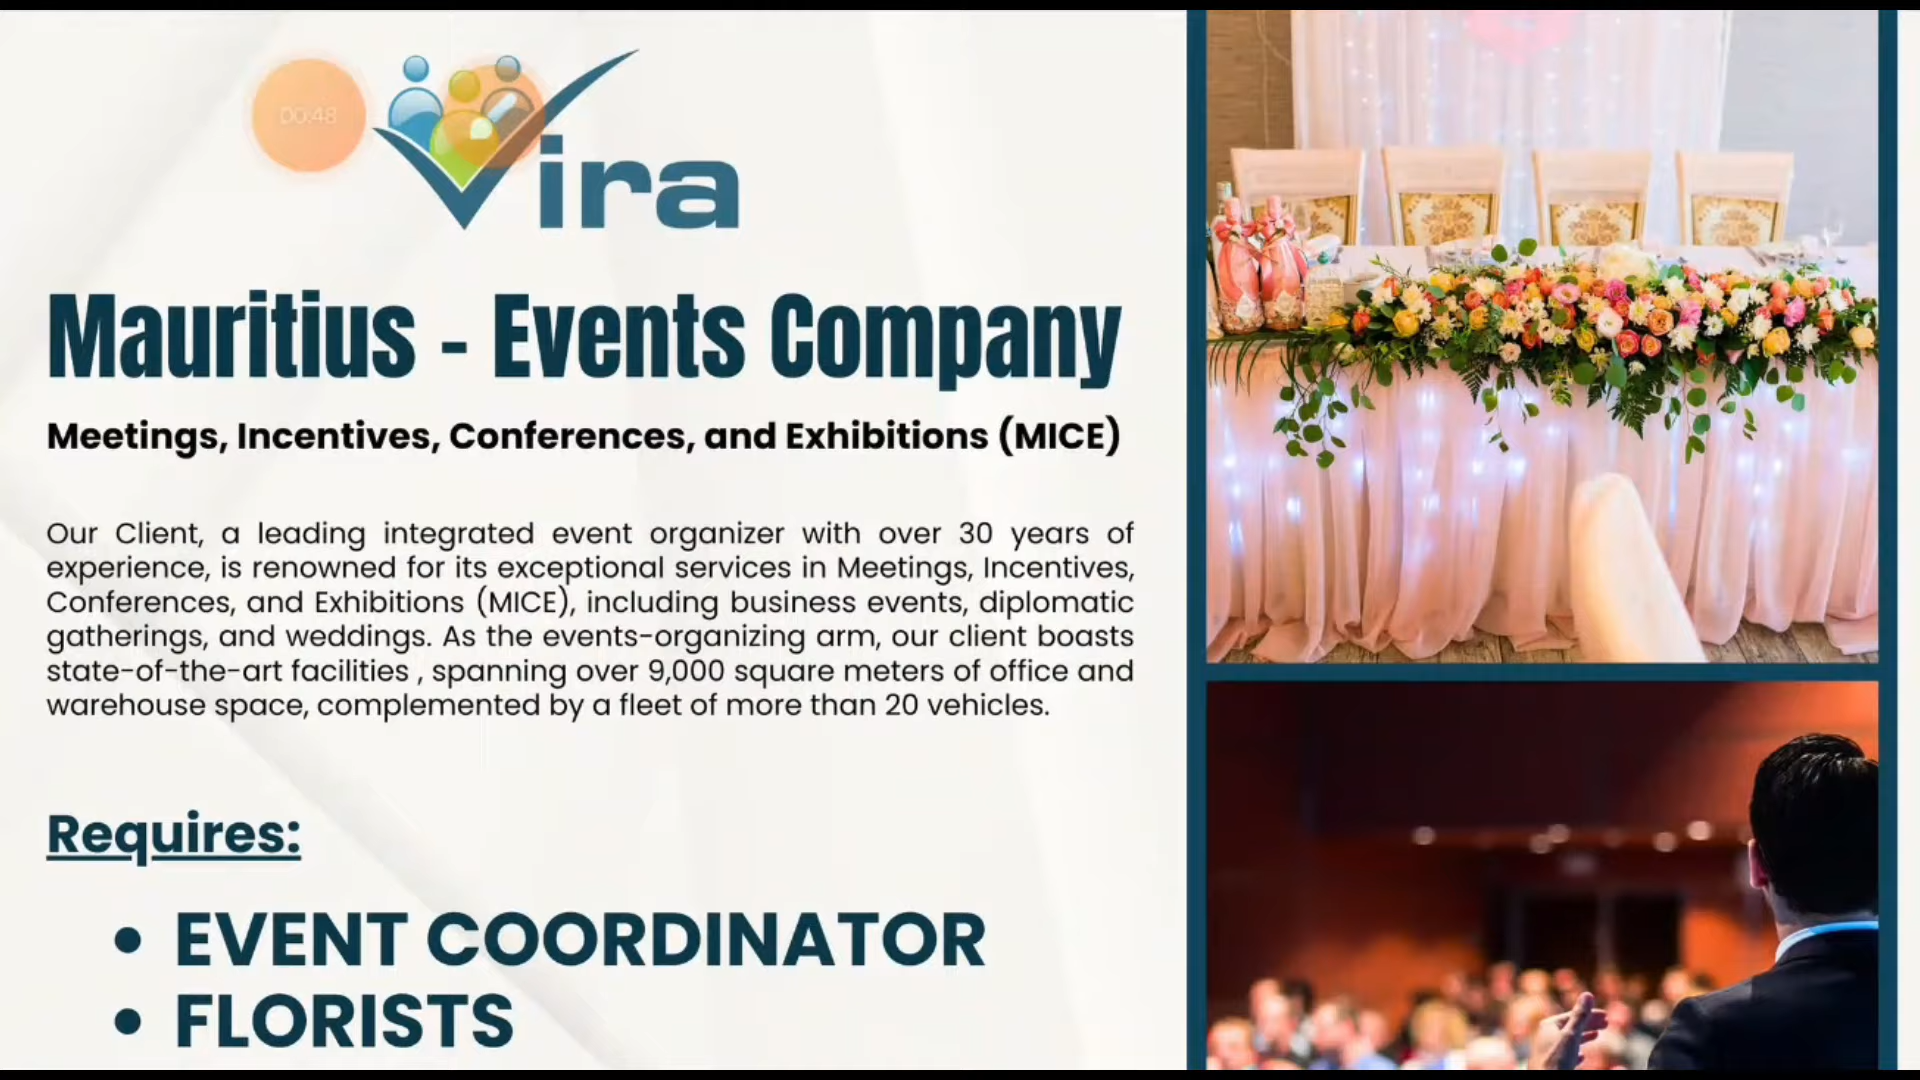 00:48
Vira
Mauritius - Events Company
Meetings, Incentives, Conferences, and Exhibitions (MICE)
Our Client, a leading integrated event organizer with over 30 years of
experience, is renowned for its exceptional services in Meetings, Incentives,
Conferences, and Exhibitions (MICE), including business events, diplomatic
gatherings, and weddings. As the events-organizing arm, our client boasts
state-of-the-art facilities , spanning over 9,000 square meters of office and
warehouse space, complemented by a fleet of more than 20 vehicles.
Requires:
• EVENT COORDINATOR
• FLORISTS